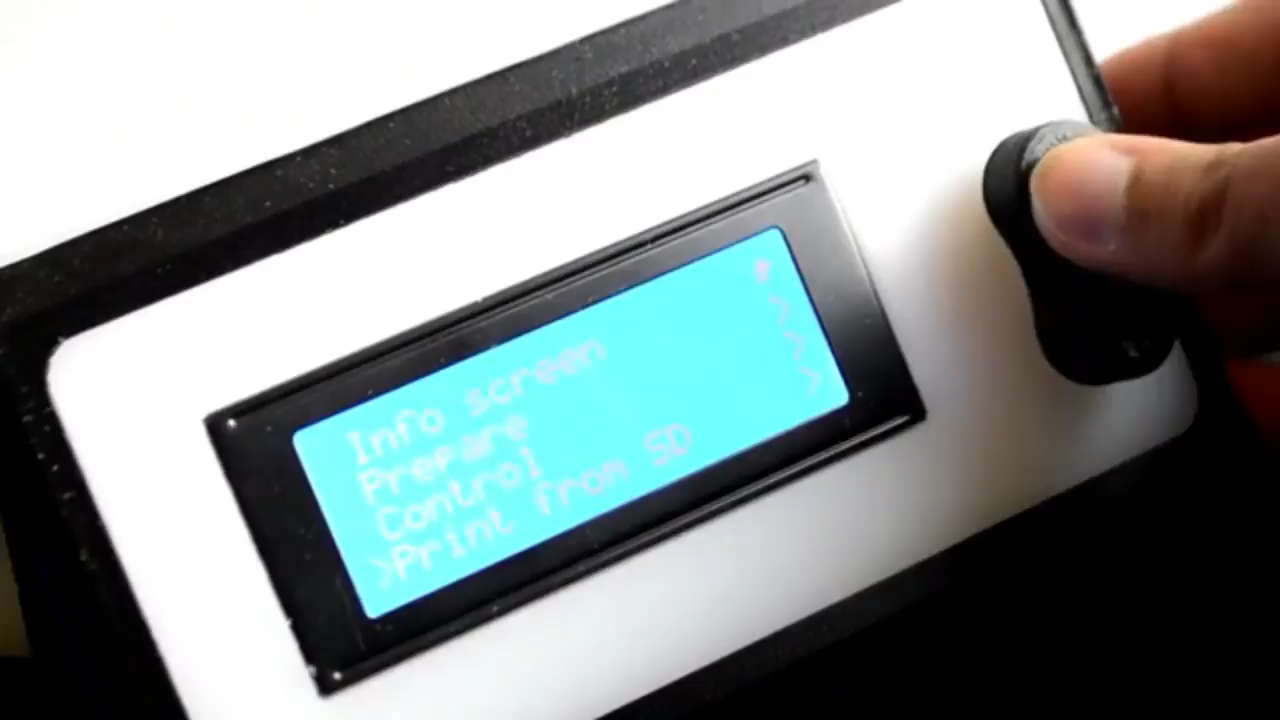 Info screen
Prepare >
Control >
>Print from SD >